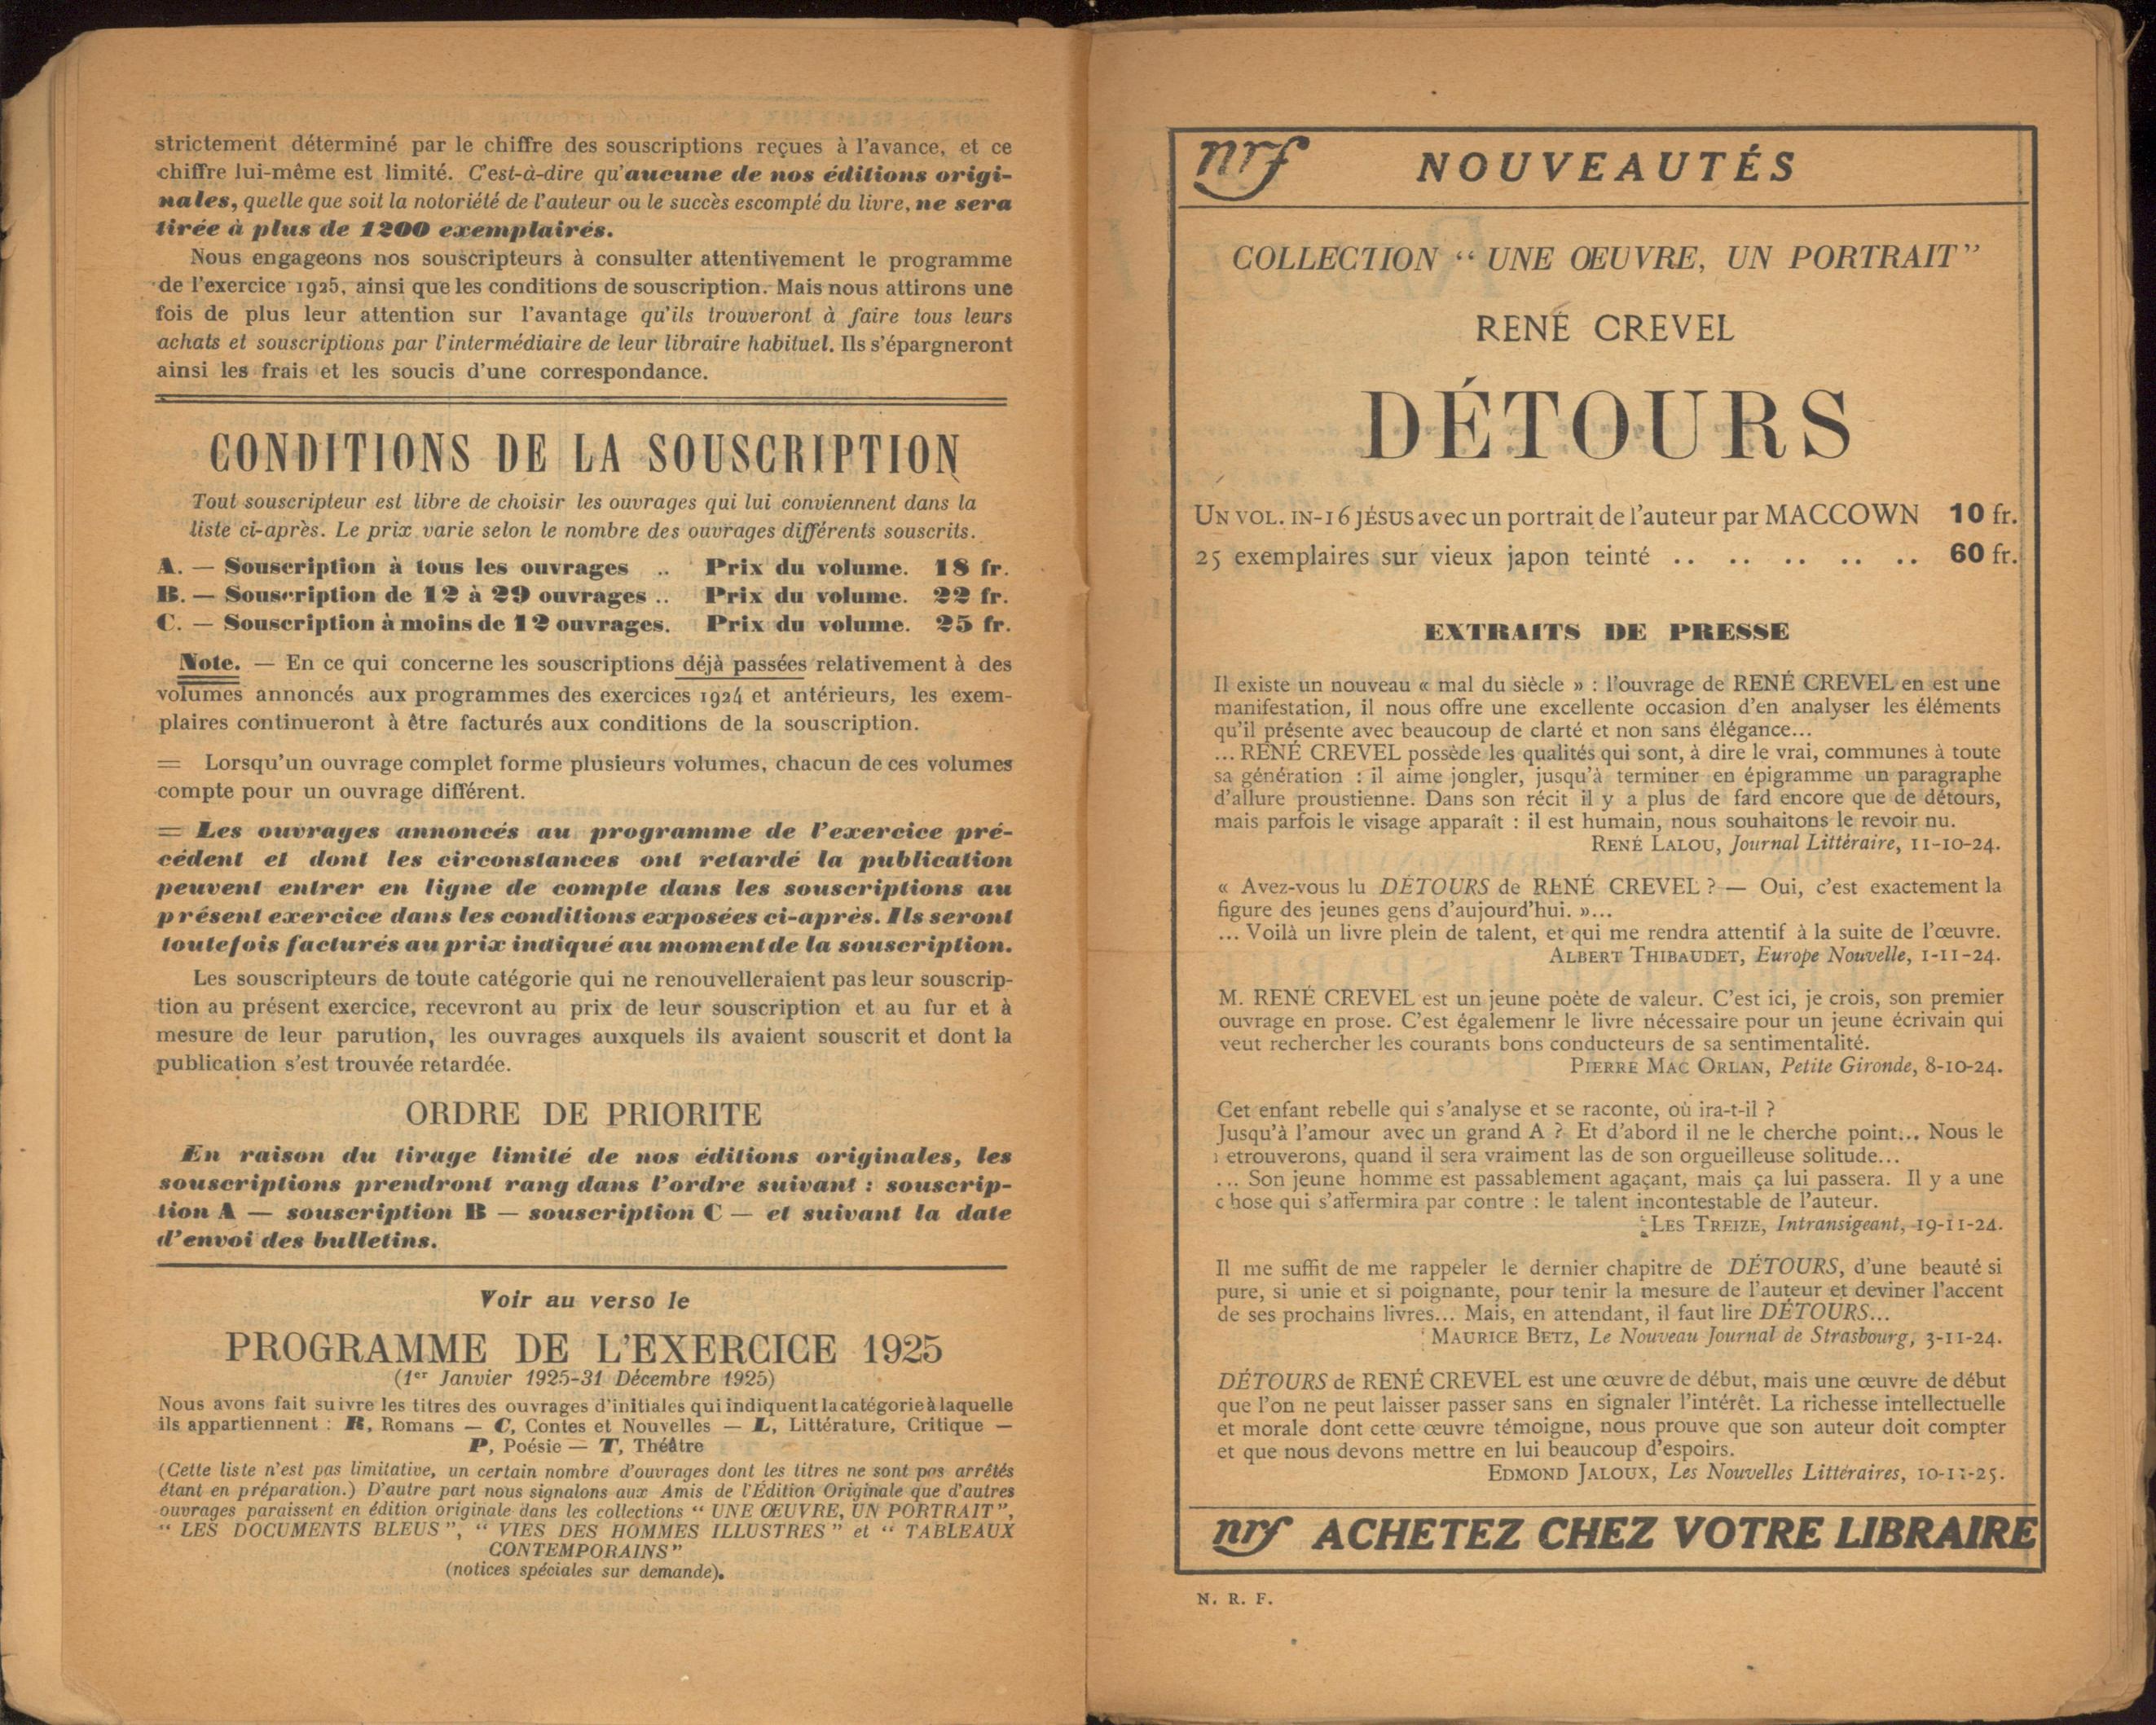 strictement déterminé par le chiffre des souscriptions reçues à l'avance, et ce
chiffre lui-même est limité. C'est-à-dire qu'aucune de nos éditions origi-
nales, quelle que soit la notoriété de l'auteur ou le succès escompté du livre, ne sera
tirée à plus de 1200 exemplairés.
Nous engageons nos souscripteurs à consulter attentivement le programme
de l'exercice 1925, ainsi que les conditions de souscription. Mais nous attirons une
fois de plus leur attention sur l'avantage qu'ils trouveront à faire tous leurs
achats et souscriptions par l'intermédiaire de leur libraire habituel. Ils s'épargneront
ainsi les frais et les soucis d'une correspondance.
CONDITIONS DE LA SOUSCRIPTION
Tout souscripteur est libre de choisir les ouvrages qui lui conviennent dans la
liste ci-après. Le prix varie selon le nombre des ouvrages différents souscrits.
A. — Souscription à tous les ouvrages .. Prix du volume. 18 fr.
B. — Souscription de 12 à 29 ouvrages .. Prix du volume. 22 fr.
C. — Souscription à moins de 12 ouvrages. Prix du volume. 25 fr.
Note. — En ce qui concerne les souscriptions déjà passées relativement à des
volumes annoncés aux programmes des exercices 1924 et antérieurs, les exem-
plaires continueront à être facturés aux conditions de la souscription.
= Lorsqu'un ouvrage complet forme plusieurs volumes, chacun de ces volumes
compte pour un ouvrage différent.
= Les ouvrages annoncés au programme de l'exercice pré-
cédent et dont les circonstances ont retardé la publication
peuvent entrer en ligne de compte dans les souscriptions au
présent exercice dans les conditions exposées ci-après. Ils seront
toutefois facturés au prix indiqué au moment de la souscription.
Les souscripteurs de toute catégorie qui ne renouvelleraient pas leur souscrip-
tion au présent exercice, recevront au prix de leur souscription et au fur et à
mesure de leur parution, les ouvrages auxquels ils avaient souscrit et dont la
publication s'est trouvée retardée.
ORDRE DE PRIORITE
En raison du tirage limité de nos éditions originales, les
souscriptions prendront rang dans l'ordre suivant : souscrip-
tion A — souscription B — souscription C — et suivant la date
d'envoi des bulletins.
Voir au verso le
PROGRAMME DE L'EXERCICE 1925
(1er Janvier 1925-31 Décembre 1925)
Nous avons fait suivre les titres des ouvrages d'initiales qui indiquent la catégorie à laquelle
ils appartiennent : R, Romans — C, Contes et Nouvelles — L, Littérature, Critique —
P, Poésie — T, Théâtre
(Cette liste n'est pas limitative, un certain nombre d'ouvrages dont les titres ne sont pas arrêtés
étant en préparation.) D'autre part nous signalons aux Amis de l'Édition Originale que d'autres
ouvrages paraissent en édition originale dans les collections “ UNE ŒUVRE, UN PORTRAIT”,
“ LES DOCUMENTS BLEUS”, “ VIES DES HOMMES ILLUSTRES” et “ TABLEAUX
CONTEMPORAINS”
(notices spéciales sur demande).
nrf NOUVEAUTÉS
COLLECTION “ UNE ŒUVRE, UN PORTRAIT”
RENÉ CREVEL
DÉTOURS
UN VOL. IN-16 JÉSUS avec un portrait de l'auteur par MACCOWN 10 fr.
25 exemplaires sur vieux japon teinté .. .. .. .. .. 60 fr.
EXTRAITS DE PRESSE
Il existe un nouveau « mal du siècle » : l'ouvrage de RENÉ CREVEL en est une
manifestation, il nous offre une excellente occasion d'en analyser les éléments
qu'il présente avec beaucoup de clarté et non sans élégance...
... RENÉ CREVEL possède les qualités qui sont, à dire le vrai, communes à toute
sa génération : il aime jongler, jusqu'à terminer en épigramme un paragraphe
d'allure proustienne. Dans son récit il y a plus de fard encore que de détours,
mais parfois le visage apparaît : il est humain, nous souhaitons le revoir nu.
RENÉ LALOU, Journal Littéraire, 11-10-24.
« Avez-vous lu DÉTOURS de RENÉ CREVEL ? — Oui, c'est exactement la
figure des jeunes gens d'aujourd'hui. »...
... Voilà un livre plein de talent, et qui me rendra attentif à la suite de l'œuvre.
ALBERT THIBAUDET, Europe Nouvelle, 1-11-24.
M. RENÉ CREVEL est un jeune poète de valeur. C'est ici, je crois, son premier
ouvrage en prose. C'est égalemenr le livre nécessaire pour un jeune écrivain qui
veut rechercher les courants bons conducteurs de sa sentimentalité.
PIERRE MAC ORLAN, Petite Gironde, 8-10-24.
Cet enfant rebelle qui s'analyse et se raconte, où ira-t-il ?
Jusqu'à l'amour avec un grand A ? Et d'abord il ne le cherche point... Nous le
retrouverons, quand il sera vraiment las de son orgueilleuse solitude...
... Son jeune homme est passablement agaçant, mais ça lui passera. Il y a une
chose qui s'affermira par contre : le talent incontestable de l'auteur.
LES TREIZE, Intransigeant, 19-11-24.
Il me suffit de me rappeler le dernier chapitre de DÉTOURS, d'une beauté si
pure, si unie et si poignante, pour tenir la mesure de l'auteur et deviner l'accent
de ses prochains livres... Mais, en attendant, il faut lire DÉTOURS...
MAURICE BETZ, Le Nouveau Journal de Strasbourg, 3-11-24.
DÉTOURS de RENÉ CREVEL est une œuvre de début, mais une œuvre de début
que l'on ne peut laisser passer sans en signaler l'intérêt. La richesse intellectuelle
et morale dont cette œuvre témoigne, nous prouve que son auteur doit compter
et que nous devons mettre en lui beaucoup d'espoirs.
EDMOND JALOUX, Les Nouvelles Littéraires,
nrf ACHETEZ CHEZ VOTRE LIBRAIRE
N. R. F.